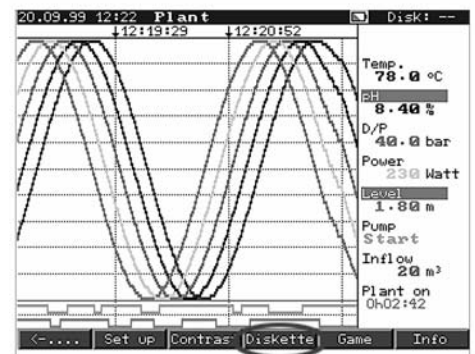 20.09.99 12:22 Plant Disk: --
↓12:19:29 ↓12:20:52
Temp.
78.0 °C
pH
8.40 %
D/P
40.0 bar
Power
230 Watt
Level
1.80 m
Pump
Start
Inflow
20 m³
Plant on
0h02:42
<-.... Set up Contras Diskette Game Info